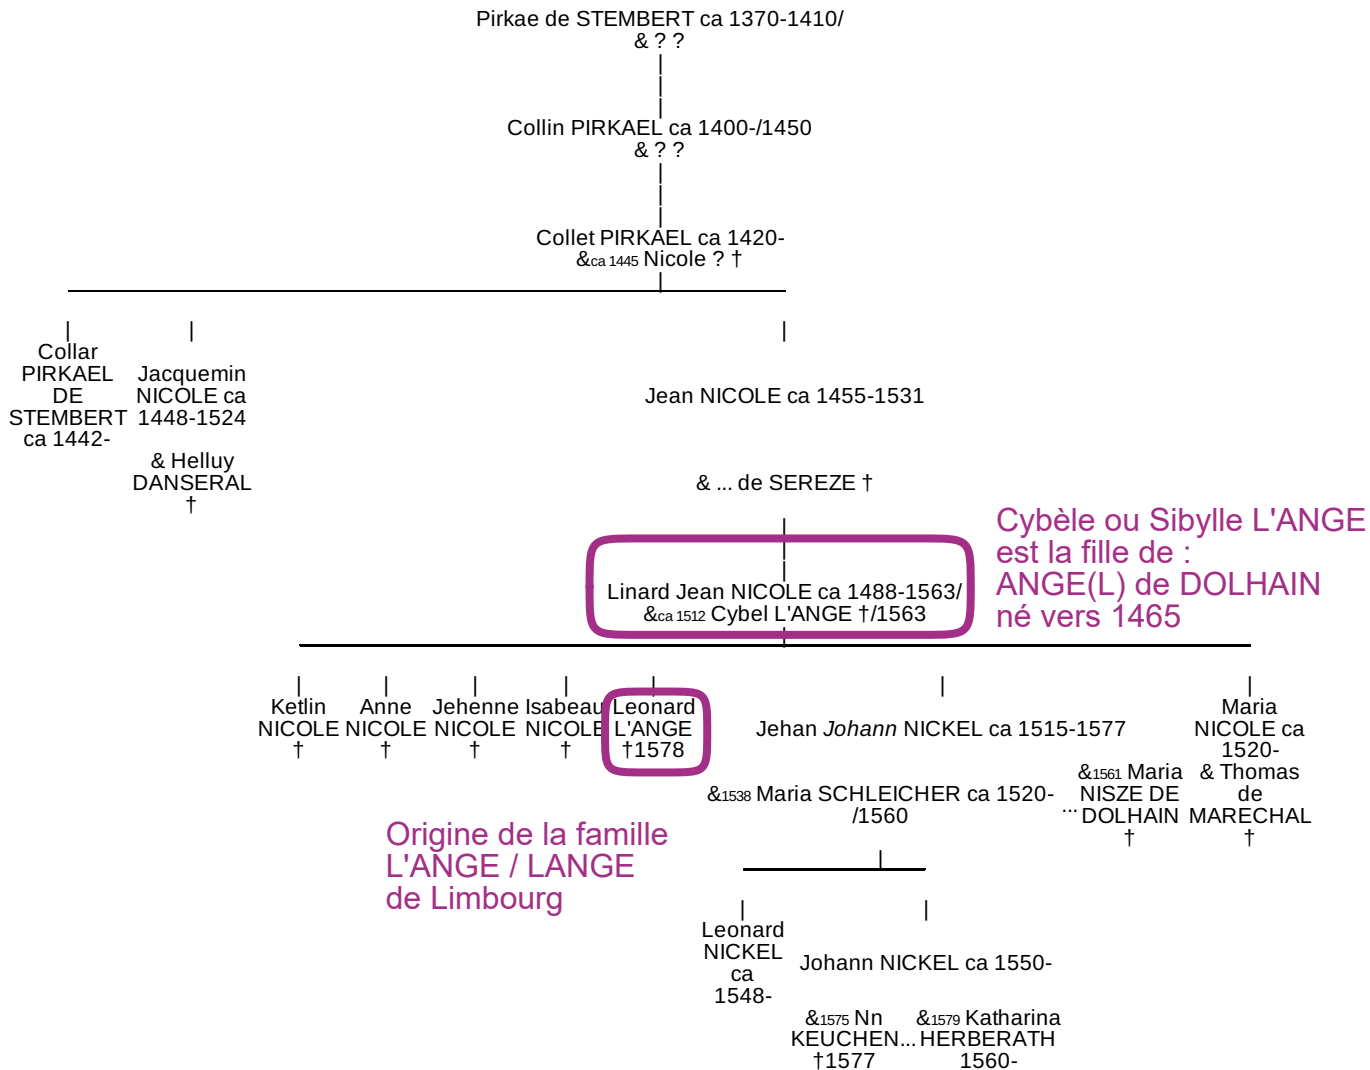 Pirkae de STEMBERT ca 1370-1410/
& ? ?
Collin PIRKAEL ca 1400-/1450
& ? ?
Collet PIRKAEL ca 1420-
&ca 1445 Nicole ? †
Collar
PIRKAEL
DE
STEMBERT
ca 1442-
Jacquemin
NICOLE ca
1448-1524
& Helluy
DANSERAL
†
Jean NICOLE ca 1455-1531
& ... de SEREZE †
Linard Jean NICOLE ca 1488-1563/
&ca 1512 Cybel L'ANGE †/1563
Cybèle ou Sibylle L'ANGE
est la fille de :
ANGE(L) de DOLHAIN
né vers 1465
Ketlin
NICOLE
†
Anne
NICOLE
†
Jehenne
NICOLE
†
Isabeau
NICOLE
†
Leonard
L'ANGE
†1578
Jehan Johann NICKEL ca 1515-1577
&1538 Maria SCHLEICHER ca 1520-
/1560
...
&1561 Maria
NISZE DE
DOLHAIN
†
Maria
NICOLE ca
1520-
& Thomas
de
MARECHAL
†
Origine de la famille
L'ANGE / LANGE
de Limbourg
Leonard
NICKEL
ca
1548-
Johann NICKEL ca 1550-
&1575 Nn
KEUCHEN
†1577
...
&1579 Katharina
HERBERATH
1560-